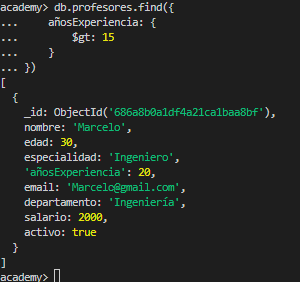 academy> db.profesores.find({
...     añosExperiencia: {
...         $gt: 15
...     }
... })
[
  {
    _id: ObjectId('686a8b0a1df4a21ca1baa8bf'),
    nombre: 'Marcelo',
    edad: 30,
    especialidad: 'Ingeniero',
    'añosExperiencia': 20,
    email: 'Marcelo@gmail.com',
    departamento: 'Ingeniería',
    salario: 2000,
    activo: true
  }
]
academy>